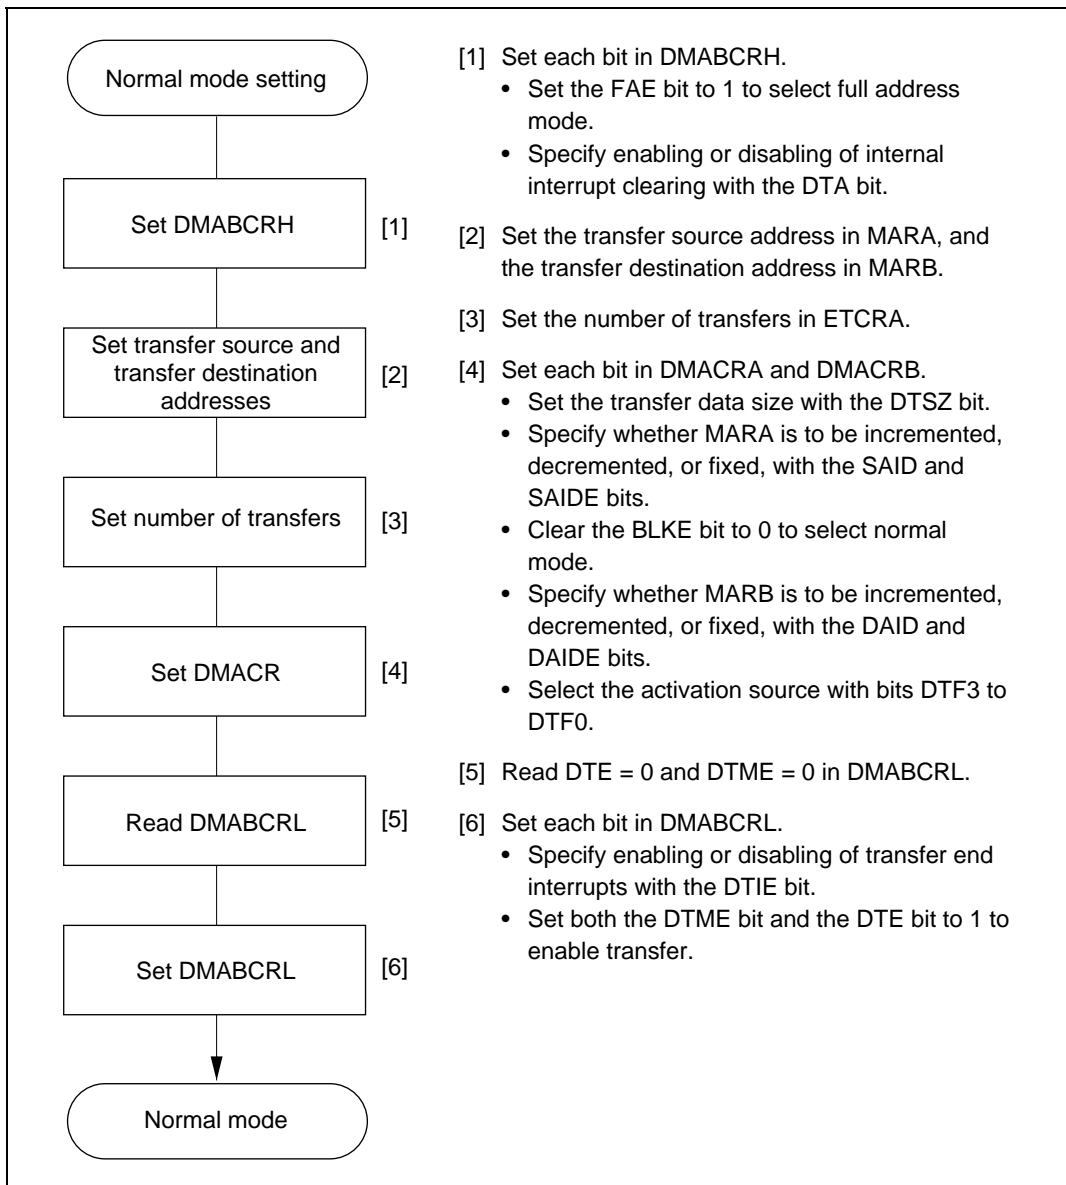 Normal mode setting
Set DMABCRH
[1]
Set transfer source and
transfer destination
addresses
[2]
Set number of transfers
[3]
Set DMACR
[4]
Read DMABCRL
[5]
Set DMABCRL
[6]
Normal mode
[1] Set each bit in DMABCRH.
• Set the FAE bit to 1 to select full address
mode.
• Specify enabling or disabling of internal
interrupt clearing with the DTA bit.
[2] Set the transfer source address in MARA, and
the transfer destination address in MARB.
[3] Set the number of transfers in ETCRA.
[4] Set each bit in DMACRA and DMACRB.
• Set the transfer data size with the DTSZ bit.
• Specify whether MARA is to be incremented,
decremented, or fixed, with the SAID and
SAIDE bits.
• Clear the BLKE bit to 0 to select normal
mode.
• Specify whether MARB is to be incremented,
decremented, or fixed, with the DAID and
DAIDE bits.
• Select the activation source with bits DTF3 to
DTF0.
[5] Read DTE = 0 and DTME = 0 in DMABCRL.
[6] Set each bit in DMABCRL.
• Specify enabling or disabling of transfer end
interrupts with the DTIE bit.
• Set both the DTME bit and the DTE bit to 1 to
enable transfer.